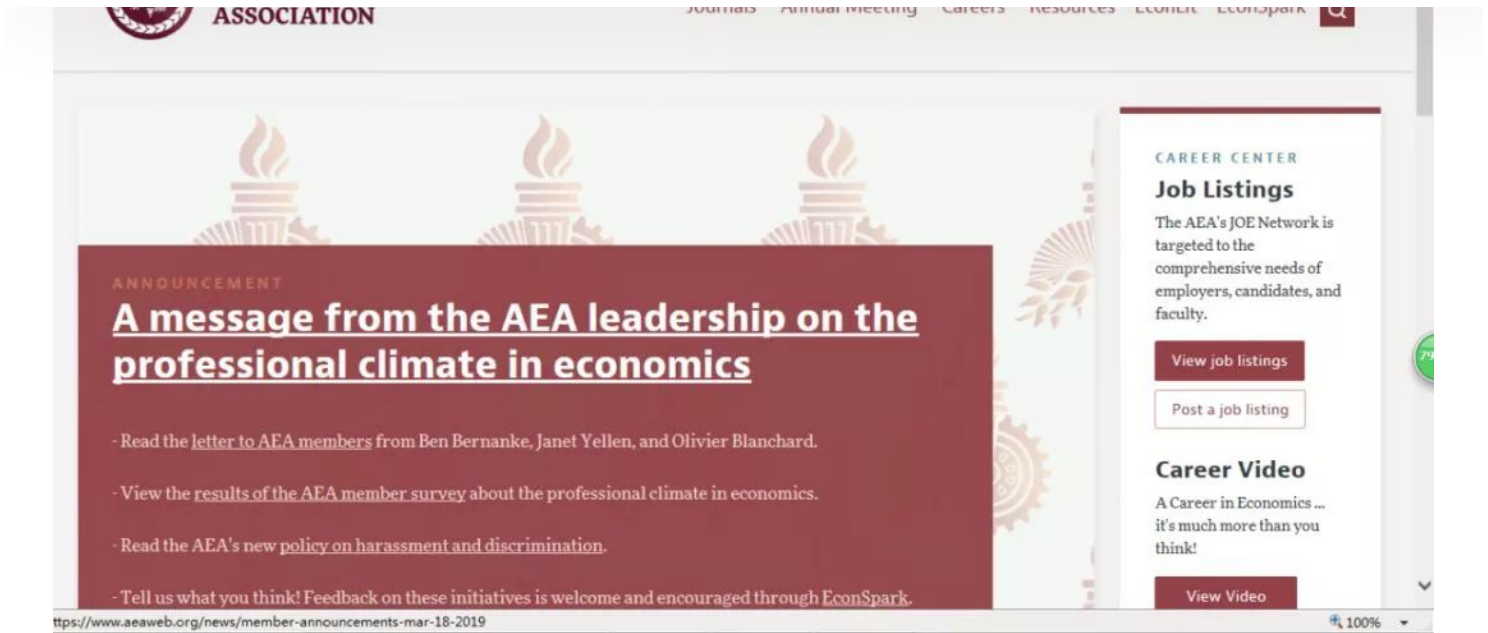 ASSOCIATION
Journals Annual Meeting Careers Resources EconLit EconSpark
ANNOUNCEMENT
A message from the AEA leadership on the
professional climate in economics
- Read the letter to AEA members from Ben Bernanke, Janet Yellen, and Olivier Blanchard.
- View the results of the AEA member survey about the professional climate in economics.
- Read the AEA's new policy on harassment and discrimination.
- Tell us what you think! Feedback on these initiatives is welcome and encouraged through EconSpark.
CAREER CENTER
Job Listings
The AEA's JOE Network is
targeted to the
comprehensive needs of
employers, candidates, and
faculty.
View job listings
Post a job listing
Career Video
A Career in Economics ...
it's much more than you
think!
View Video
79
ttps://www.aeaweb.org/news/member-announcements-mar-18-2019
100%